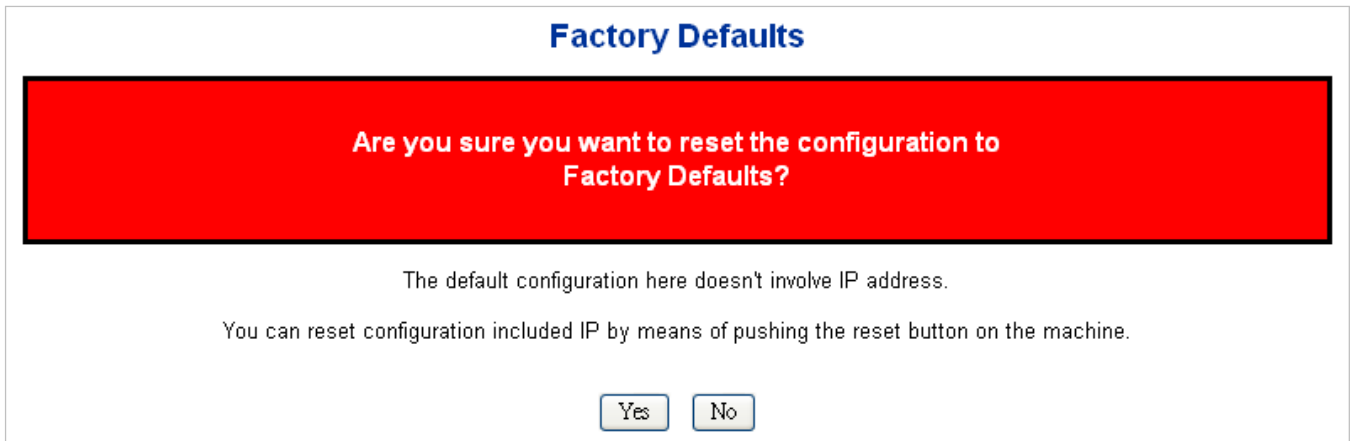 Factory Defaults
Are you sure you want to reset the configuration to
Factory Defaults?
The default configuration here doesn't involve IP address.
You can reset configuration included IP by means of pushing the reset button on the machine.
Yes No